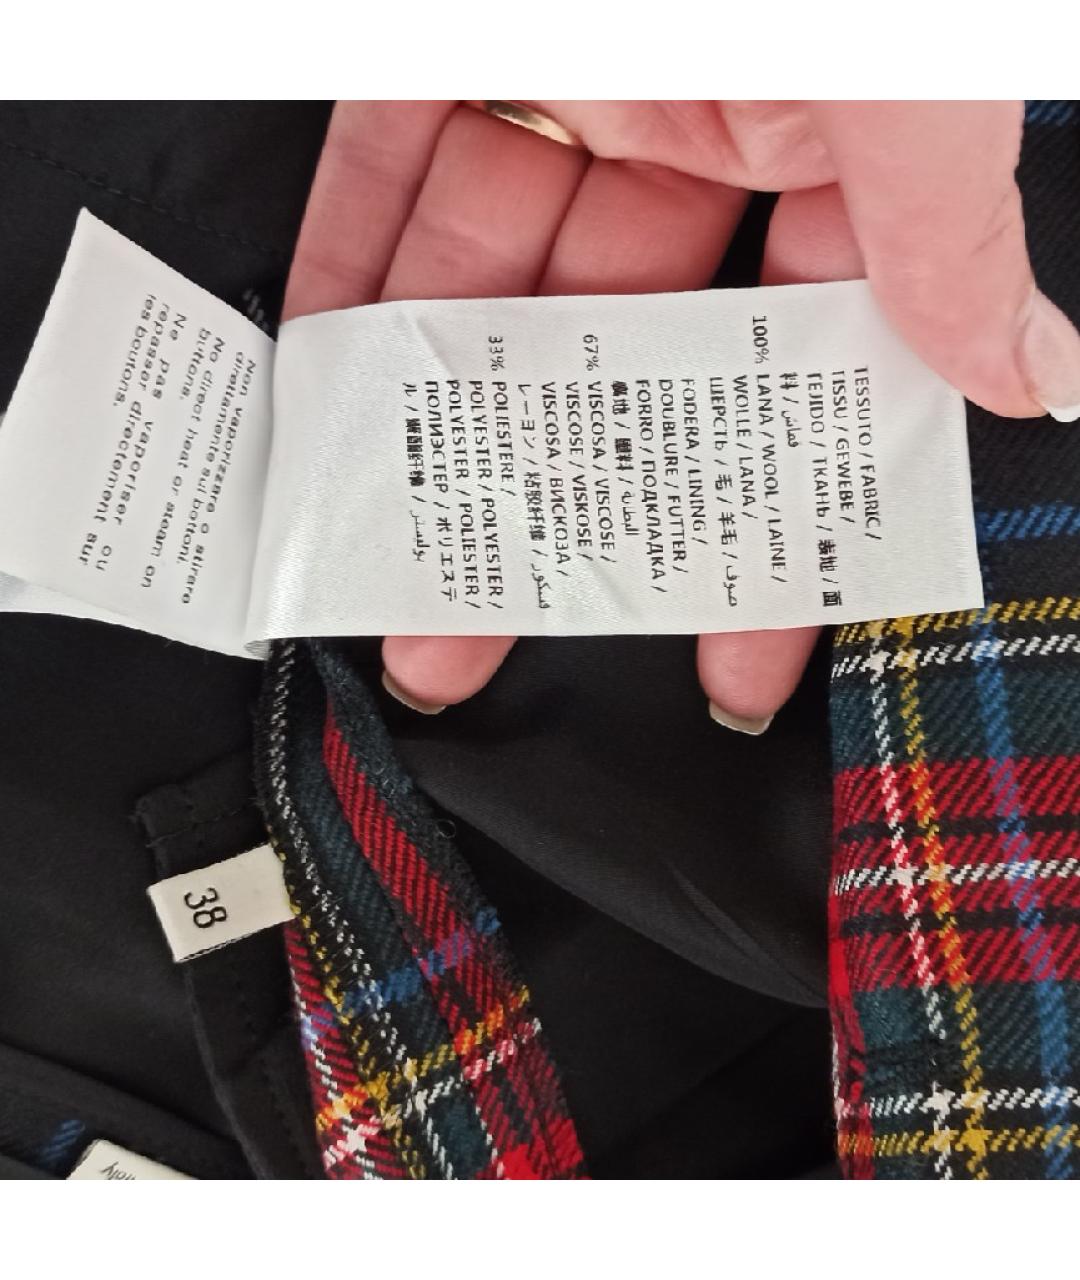 TESSUTO / FABRIC /
TISSU / GEWEBE /
TEJIDO / ТКАНЬ / 表地 / 面
料 / قماش
100% LANA / WOOL / LAINE /
WOLLE / LANA /
ШЕРСТЬ / 毛 / 羊毛 / صوف
FODERA / LINING /
DOUBLURE / FUTTER /
FORRO / ПОДКЛАДКА /
裏地 / 里料 / البطانة
67% VISCOSA / VISCOSE /
VISCOSE / VISKOSE /
VISCOSA / ВИСКОЗА /
レーヨン / 粘胶纤维 / فيسكوز
33% POLIESTERE /
POLYESTER / POLYESTER /
POLYESTER / POLIESTER /
ПОЛИЭСТЕР / ポリエステ
ル / 聚酯纤维 / بوليستر
Non vaporizzare o stirare
direttamente sui bottoni.
No direct heat or steam on
buttons.
Ne pas vaporiser ou
repasser directement sur
les boutons.
38